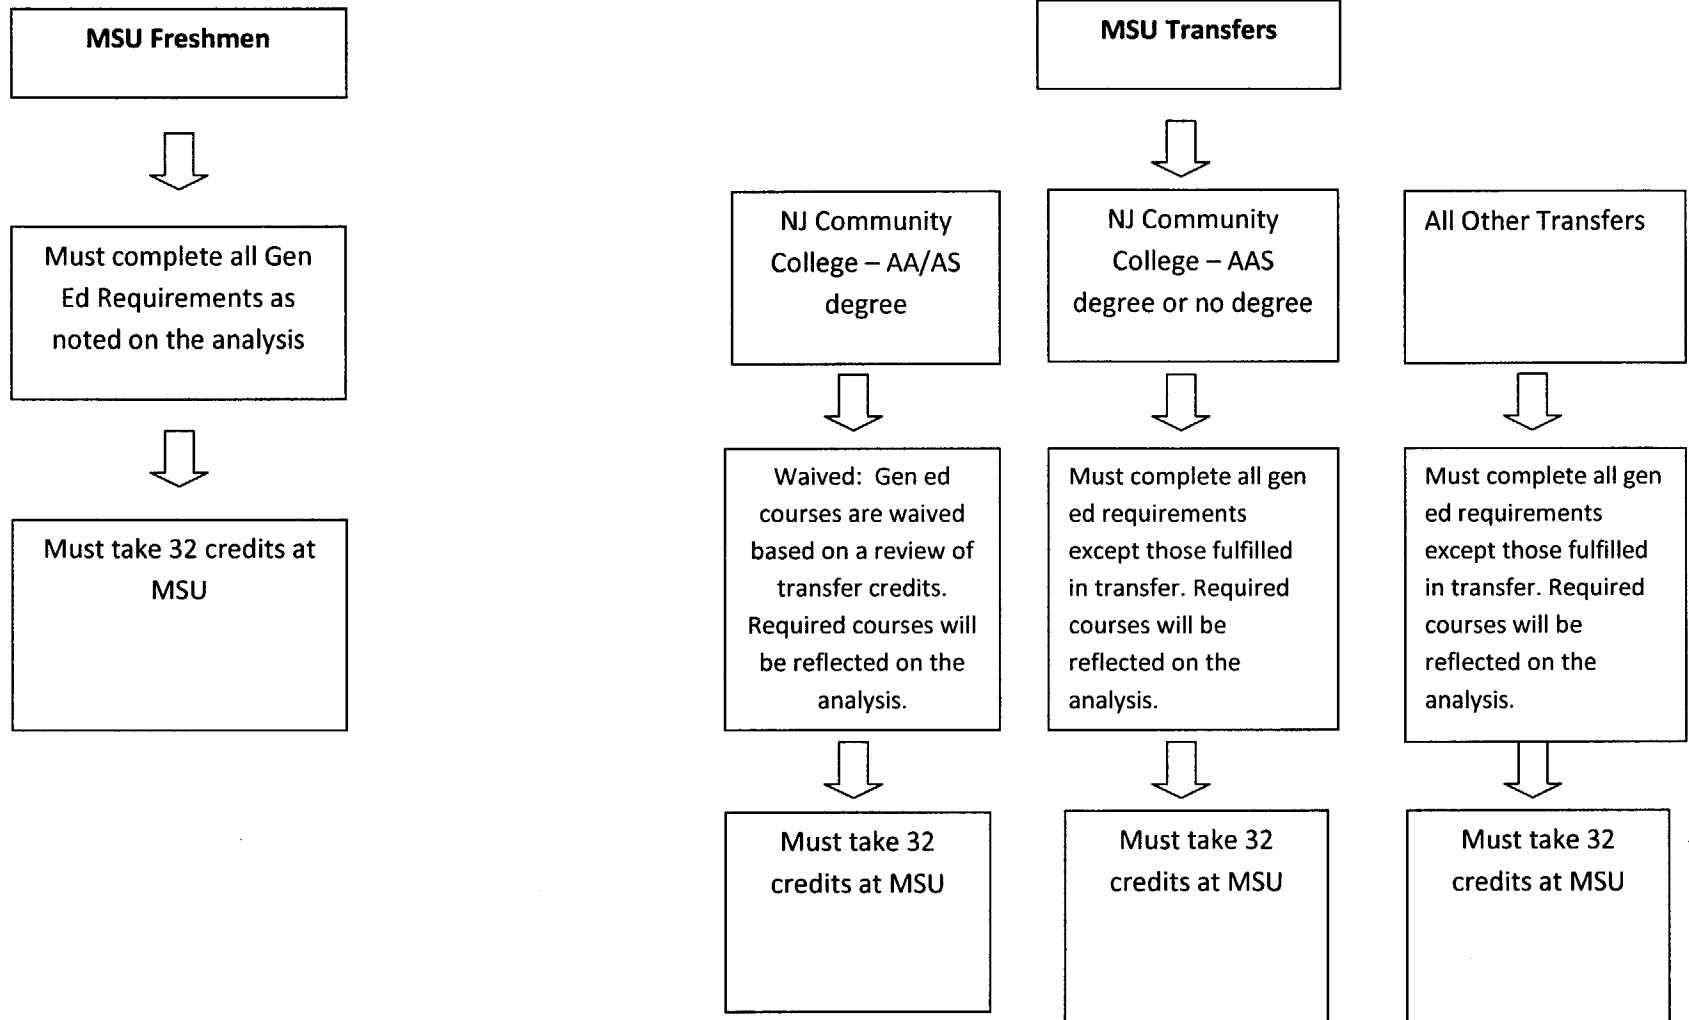 MSU Freshmen
Must complete all Gen
Ed Requirements as
noted on the analysis
Must take 32 credits at
MSU
MSU Transfers
NJ Community
College – AA/AS
degree
Waived:  Gen ed
courses are waived
based on a review of
transfer credits.
Required courses will
be reflected on the
analysis.
Must take 32
credits at MSU
NJ Community
College – AAS
degree or no degree
Must complete all gen
ed requirements
except those fulfilled
in transfer. Required
courses will be
reflected on the
analysis.
Must take 32
credits at MSU
All Other Transfers
Must complete all gen
ed requirements
except those fulfilled
in transfer. Required
courses will be
reflected on the
analysis.
Must take 32
credits at MSU